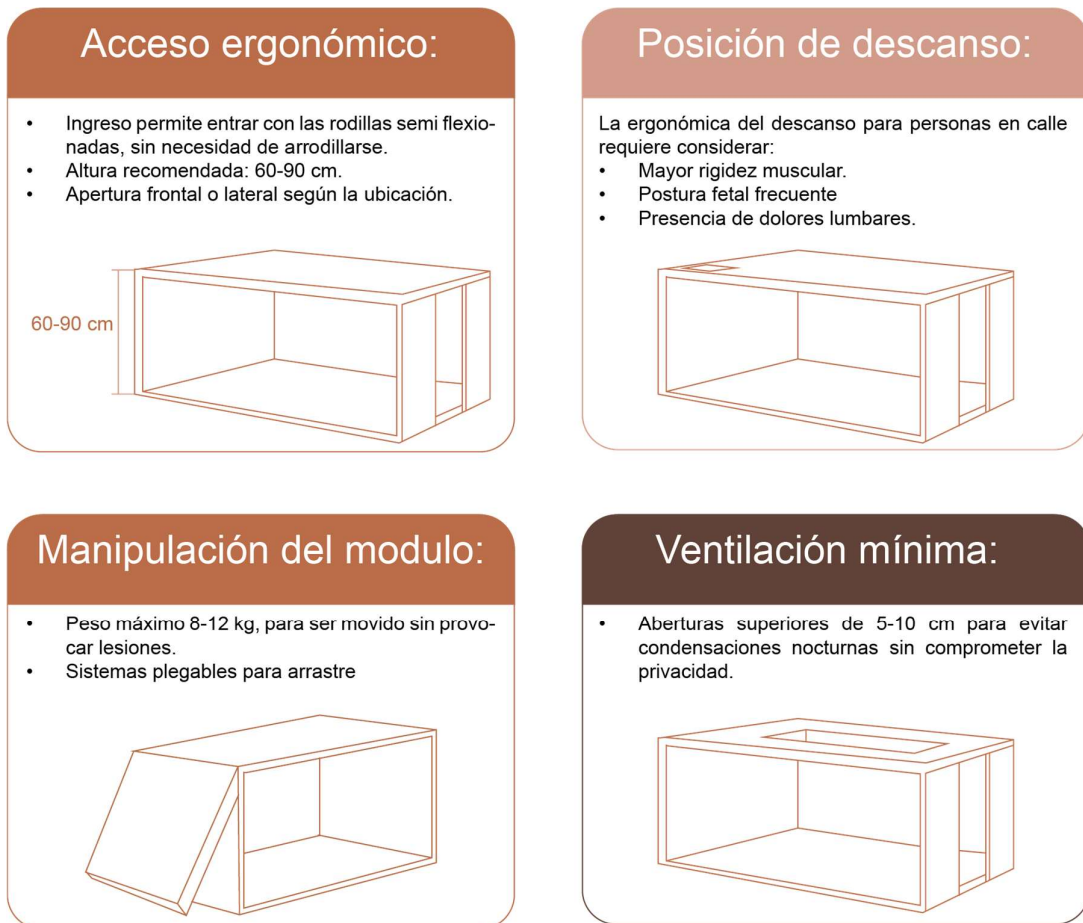 Acceso ergonómico:
• Ingreso permite entrar con las rodillas semi flexio-
nadas, sin necesidad de arrodillarse.
• Altura recomendada: 60-90 cm.
• Apertura frontal o lateral según la ubicación.
60-90 cm
Posición de descanso:
La ergonómica del descanso para personas en calle
requiere considerar:
• Mayor rigidez muscular.
• Postura fetal frecuente
• Presencia de dolores lumbares.
Manipulación del modulo:
• Peso máximo 8-12 kg, para ser movido sin provo-
car lesiones.
• Sistemas plegables para arrastre
Ventilación mínima:
• Aberturas superiores de 5-10 cm para evitar
condensaciones nocturnas sin comprometer la
privacidad.